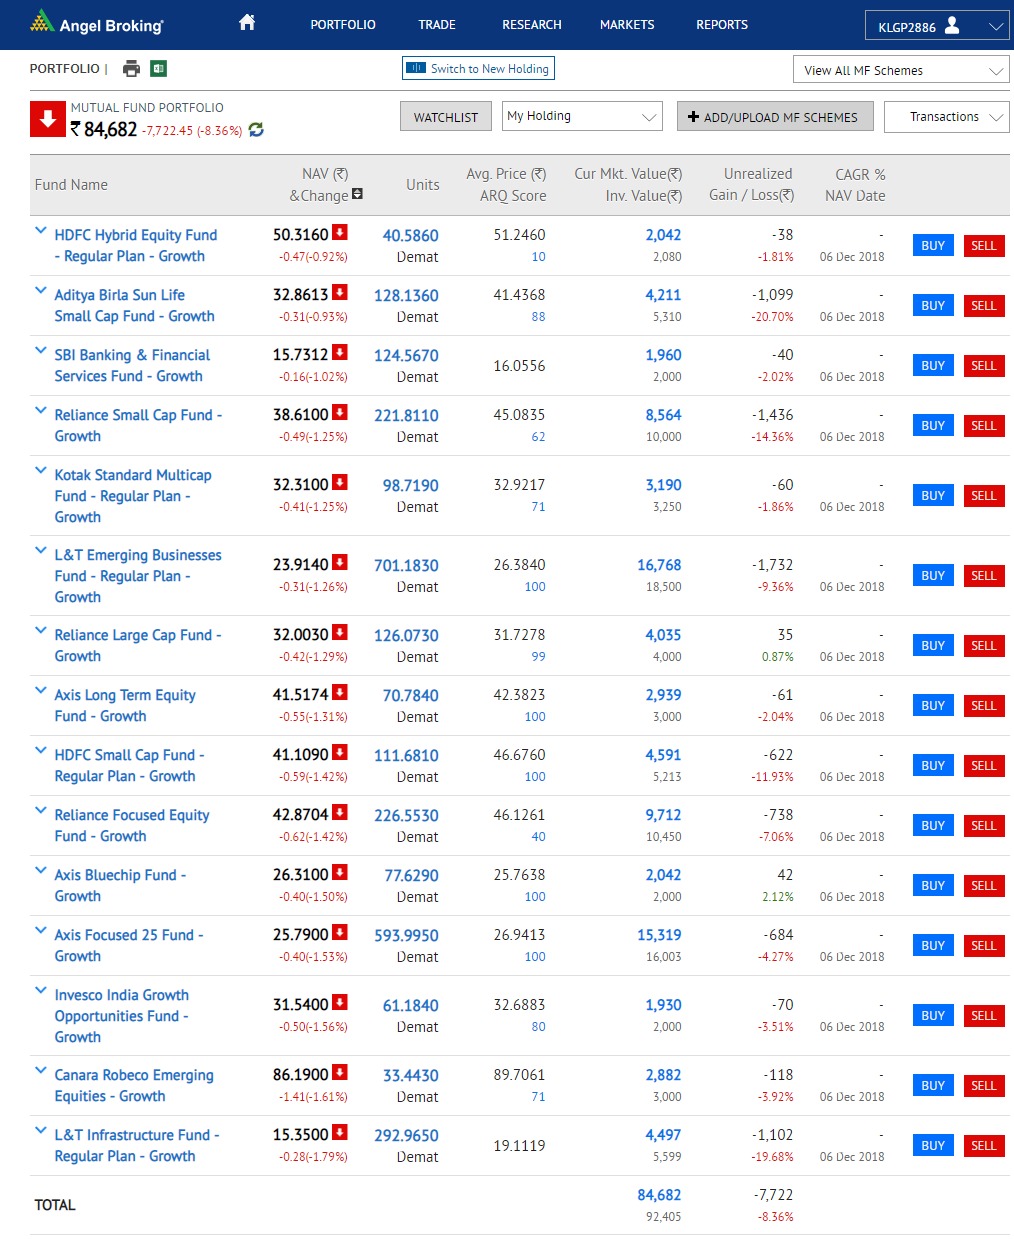 Angel Broking
PORTFOLIO TRADE RESEARCH MARKETS REPORTS KLGP2886
PORTFOLIO | Switch to New Holding View All MF Schemes
MUTUAL FUND PORTFOLIO
₹ 84,682 -7,722.45 (-8.36%) WATCHLIST My Holding + ADD/UPLOAD MF SCHEMES Transactions
Fund Name NAV (₹) &Change Units Avg. Price (₹) ARQ Score Cur Mkt. Value(₹) Inv. Value(₹) Unrealized Gain / Loss(₹) CAGR % NAV Date
HDFC Hybrid Equity Fund 50.3160 40.5860 51.2460 2,042 -38 -
- Regular Plan - Growth -0.47(-0.92%) Demat 10 2,080 -1.81% 06 Dec 2018 BUY SELL
Aditya Birla Sun Life 32.8613 128.1360 41.4368 4,211 -1,099 -
Small Cap Fund - Growth -0.31(-0.93%) Demat 88 5,310 -20.70% 06 Dec 2018 BUY SELL
SBI Banking & Financial 15.7312 124.5670 16.0556 1,960 -40 -
Services Fund - Growth -0.16(-1.02%) Demat 2,000 -2.02% 06 Dec 2018 BUY SELL
Reliance Small Cap Fund - 38.6100 221.8110 45.0835 8,564 -1,436 -
Growth -0.49(-1.25%) Demat 62 10,000 -14.36% 06 Dec 2018 BUY SELL
Kotak Standard Multicap 32.3100 98.7190 32.9217 3,190 -60 -
Fund - Regular Plan - -0.41(-1.25%) Demat 71 3,250 -1.86% 06 Dec 2018 BUY SELL
Growth
L&T Emerging Businesses 23.9140 701.1830 26.3840 16,768 -1,732 -
Fund - Regular Plan - -0.31(-1.26%) Demat 100 18,500 -9.36% 06 Dec 2018 BUY SELL
Growth
Reliance Large Cap Fund - 32.0030 126.0730 31.7278 4,035 35 -
Growth -0.42(-1.29%) Demat 99 4,000 0.87% 06 Dec 2018 BUY SELL
Axis Long Term Equity 41.5174 70.7840 42.3823 2,939 -61 -
Fund - Growth -0.55(-1.31%) Demat 100 3,000 -2.04% 06 Dec 2018 BUY SELL
HDFC Small Cap Fund - 41.1090 111.6810 46.6760 4,591 -622 -
Regular Plan - Growth -0.59(-1.42%) Demat 100 5,213 -11.93% 06 Dec 2018 BUY SELL
Reliance Focused Equity 42.8704 226.5530 46.1261 9,712 -738 -
Fund - Growth -0.62(-1.42%) Demat 40 10,450 -7.06% 06 Dec 2018 BUY SELL
Axis Bluechip Fund - 26.3100 77.6290 25.7638 2,042 42 -
Growth -0.40(-1.50%) Demat 100 2,000 2.12% 06 Dec 2018 BUY SELL
Axis Focused 25 Fund - 25.7900 593.9950 26.9413 15,319 -684 -
Growth -0.40(-1.53%) Demat 100 16,003 -4.27% 06 Dec 2018 BUY SELL
Invesco India Growth 31.5400 61.1840 32.6883 1,930 -70 -
Opportunities Fund - -0.50(-1.56%) Demat 80 2,000 -3.51% 06 Dec 2018 BUY SELL
Growth
Canara Robeco Emerging 86.1900 33.4430 89.7061 2,882 -118 -
Equities - Growth -1.41(-1.61%) Demat 71 3,000 -3.92% 06 Dec 2018 BUY SELL
L&T Infrastructure Fund - 15.3500 292.9650 19.1119 4,497 -1,102 -
Regular Plan - Growth -0.28(-1.79%) Demat 5,599 -19.68% 06 Dec 2018 BUY SELL
TOTAL 84,682 -7,722
92,405 -8.36%